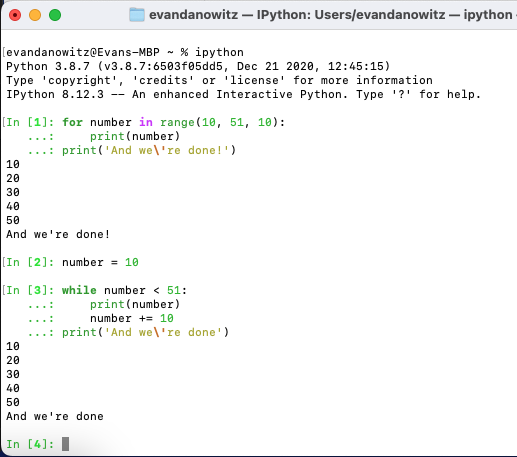 evandanowitz — IPython: Users/evandanowitz — ipython
[evandanowitz@Evans-MBP ~ % ipython
Python 3.8.7 (v3.8.7:6503f05dd5, Dec 21 2020, 12:45:15)
Type 'copyright', 'credits' or 'license' for more information
IPython 8.12.3 -- An enhanced Interactive Python. Type '?' for help.
[In [1]: for number in range(10, 51, 10):
...:     print(number)
...: print('And we\'re done!')
10
20
30
40
50
And we're done!
[In [2]: number = 10
[In [3]: while number < 51:
...:     print(number)
...:     number += 10
...: print('And we\'re done')
10
20
30
40
50
And we're done
In [4]: